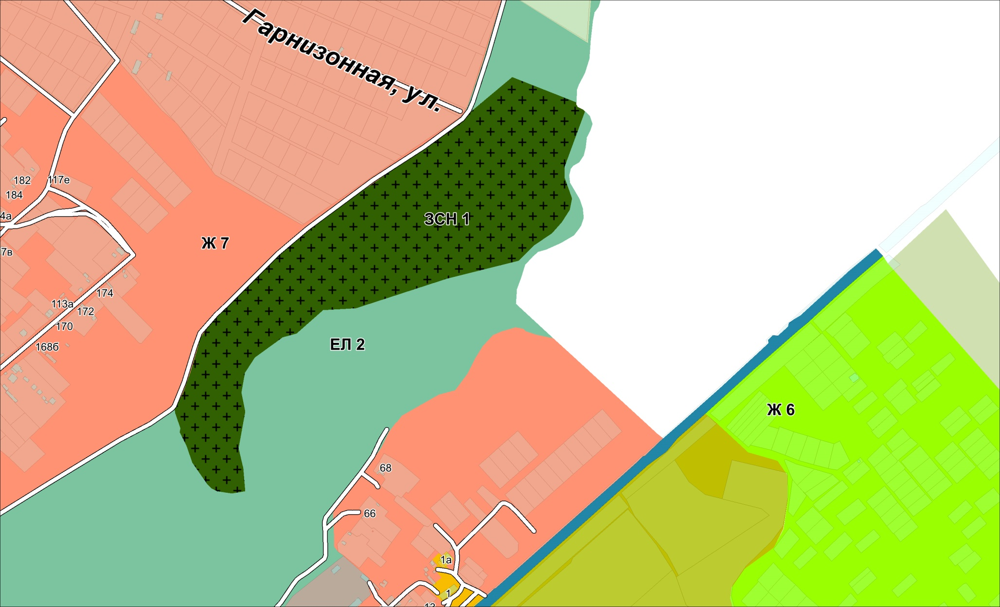 Гарнизонная, ул.
182
117е
184
4а
ЗСН 1
Ж 7
7в
174
113а
172
170
168б
ЕЛ 2
Ж 6
68
66
1а
1